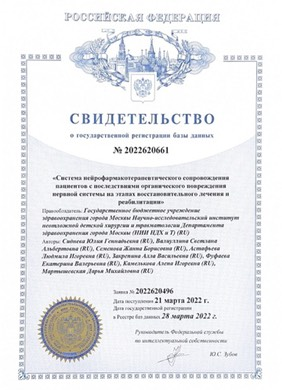 РОССИЙСКАЯ ФЕДЕРАЦИЯ
СВИДЕТЕЛЬСТВО
о государственной регистрации базы данных
№ 2022620661
«Система нейрофармакотерапевтического сопровождения
пациентов с последствиями органического повреждения
нервной системы на этапах восстановительного лечения и
реабилитации»
Правообладатель: Государственное бюджетное учреждение
здравоохранения города Москвы Научно-исследовательский институт
неотложной детской хирургии и травматологии Департамента
здравоохранения города Москвы (НИИ НДХ и Т) (RU)
Авторы: Сиднева Юлия Геннадьевна (RU), Валиуллина Светлана
Альбертовна (RU), Семенова Жанна Борисовна (RU),
Людмила Игоревна (RU), Закрепина Алла Васильевна (RU), Фуфаева
Екатерина Валерьевна (RU), Алена Игоревна (RU),
Дарья Михайловна (RU)
Заявка № 2022620496
Дата поступления 21 марта 2022 г.
Дата государственной регистрации
в Реестре баз данных 28 марта 2022 г.
Руководитель Федеральной службы
по интеллектуальной собственности
Ю.С. Зубов